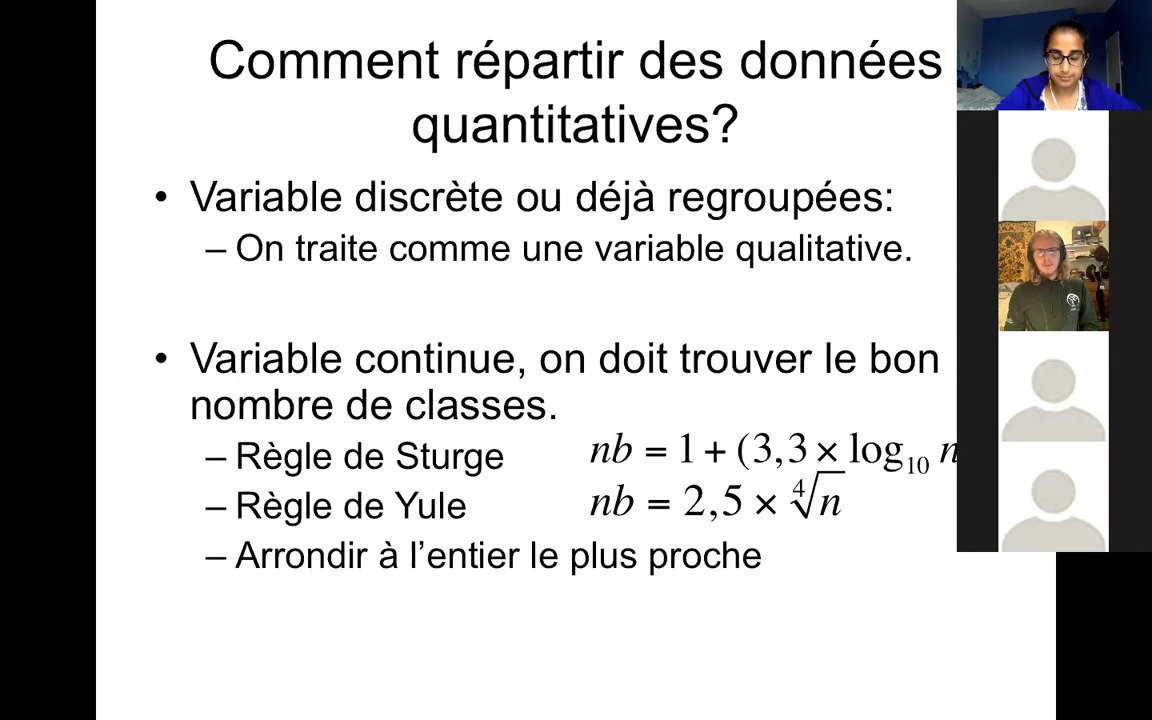 Comment répartir des données
quantitatives?
• Variable discrète ou déjà regroupées:
– On traite comme une variable qualitative.
• Variable continue, on doit trouver le bon
nombre de classes.
– Règle de Sturge nb = 1 + (3,3 × log₁₀ n
– Règle de Yule nb = 2,5 × ∜n
– Arrondir à l’entier le plus proche